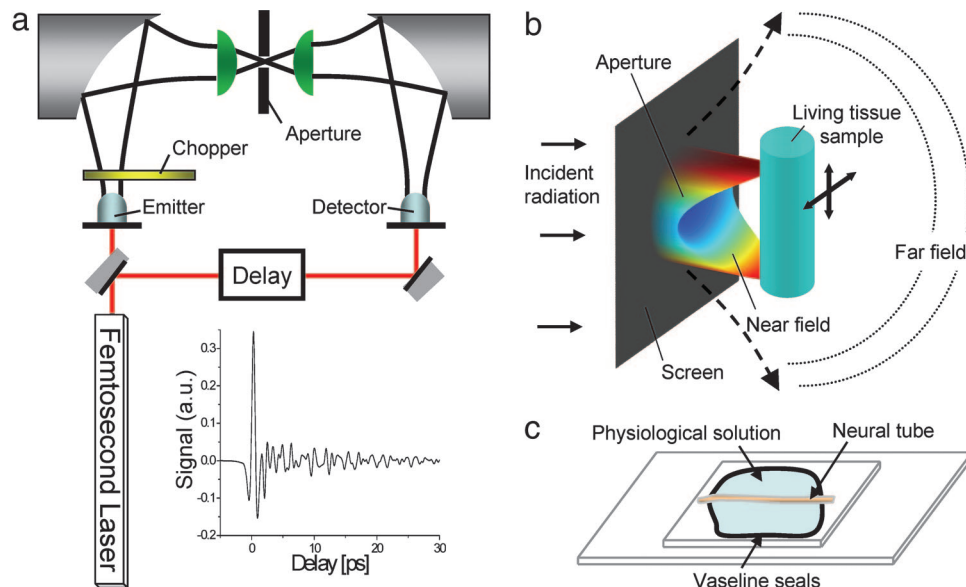 a
Aperture
Chopper
Emitter
Detector
Delay
Femtosecond Laser
Signal (a.u.)
0.3
0.2
0.1
0.0
-0.1
-0.2
0
10
20
30
Delay [ps]
b
Aperture
Living tissue
sample
Incident
radiation
Far field
Near field
Screen
c
Physiological solution
Neural tube
Vaseline seals